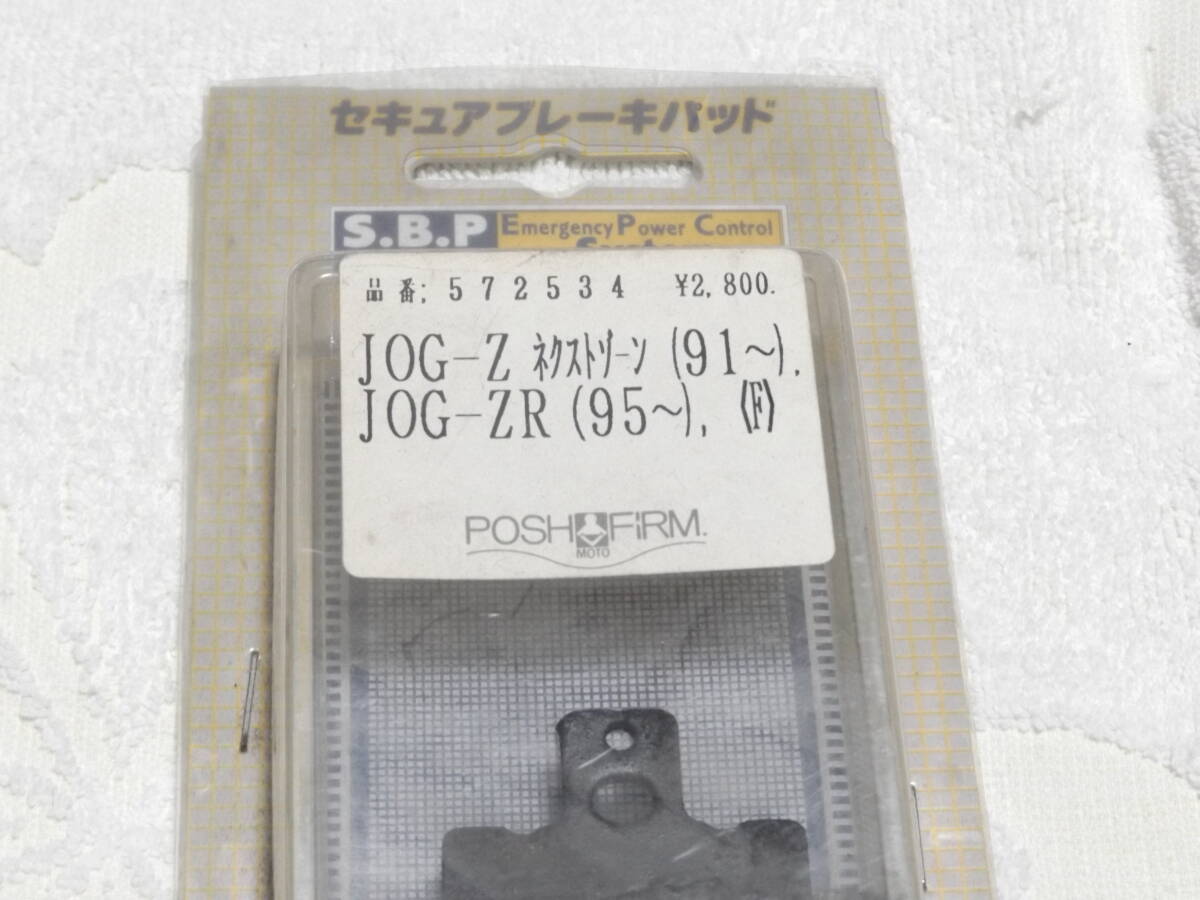 セキュアブレーキパッド
S.B.P Emergency Power Control
System
品番; 572534 ¥2,800.
JOG-Z ネクストゾーン (91~).
JOG-ZR (95~), 《F》
POSH FiRM.
MOTO